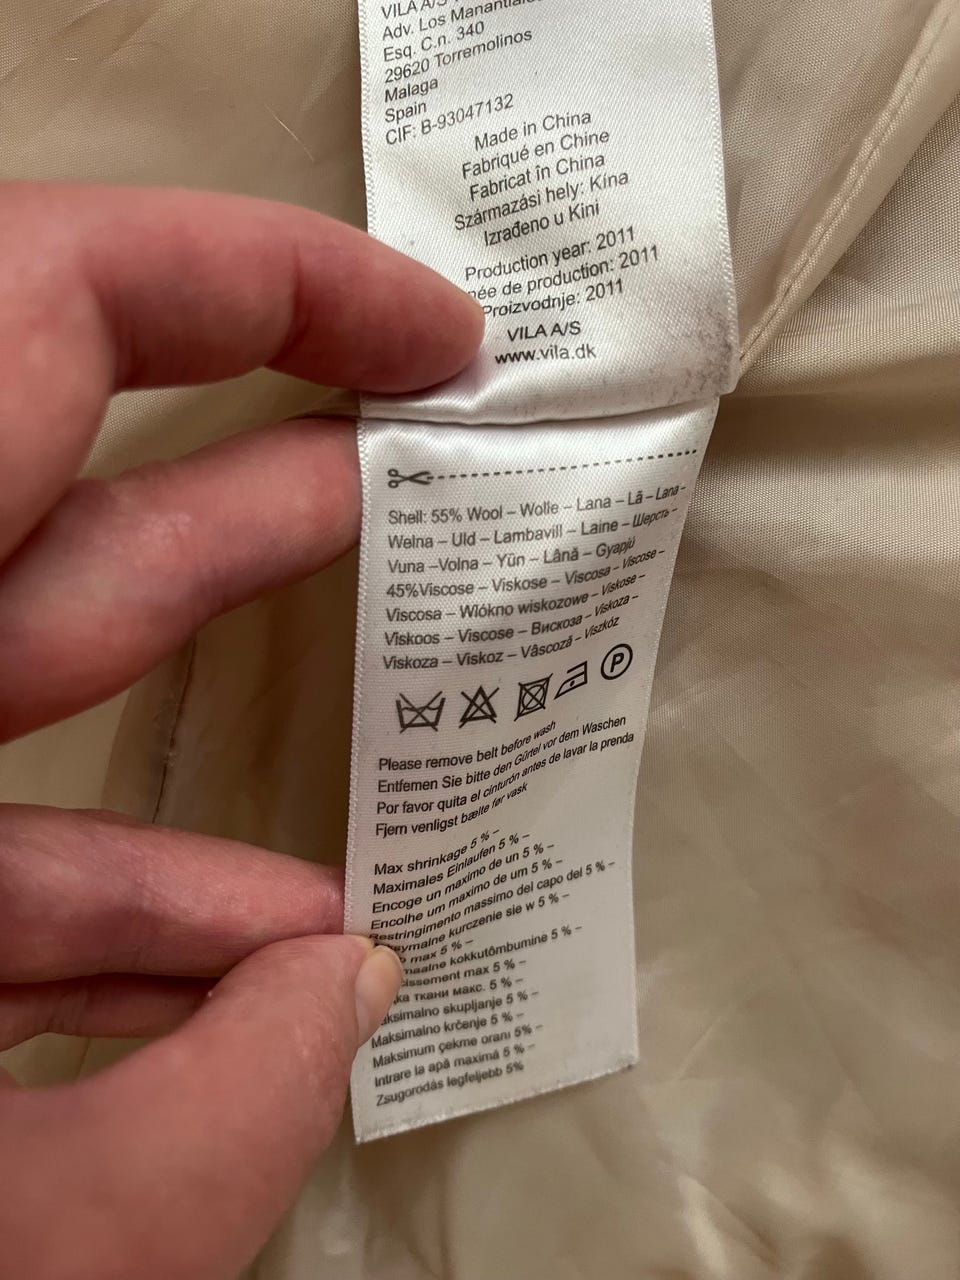 VILA A/S
Adv. Los Manantiales
Esq. C.n. 340
29620 Torremolinos
Malaga
Spain
CIF: B-93047132
Made in China
Fabriqué en Chine
Fabricat în China
Származási hely: Kína
Izrađeno u Kini
Production year: 2011
née de production: 2011
Proizvodnje: 2011
VILA A/S
www.vila.dk
Shell: 55% Wool – Wolle – Lana – Lã – Lana-
Wełna – Uld – Lambavill – Laine – Шерсть –
Vuna –Volna – Yün – Lână – Gyapjú
45%Viscose – Viskose – Viscosa – Viscose –
Viscosa – Włókno wiskozowe – Viskose –
Viskoos – Viscose – Вискоза – Viskoza –
Viskoza – Viskoz – Vâscoză – Viszkóz
P
Please remove belt before wash
Entfernen Sie bitte den Gürtel vor dem Waschen
Por favor quita el cinturón antes de lavar la prenda
Fjern venligst bælte før vask
Max shrinkage 5 % –
Maximales Einlaufen 5 % –
Encoge un maximo de un 5 % –
Encolhe um maximo de um 5 % –
Restringimento massimo del capo del 5 % –
symalne kurczenie sie w 5 % –
max 5 % –
maalne kokkutõmbumine 5 % –
issement max 5 % –
ка ткани макс. 5 % –
aksimalno skupljanje 5 % –
Maksimalno krčenje 5 % –
Maksimum çekme oranı 5% –
Intrare la apă maximă 5 % –
Zsugorodás legfeljebb 5%